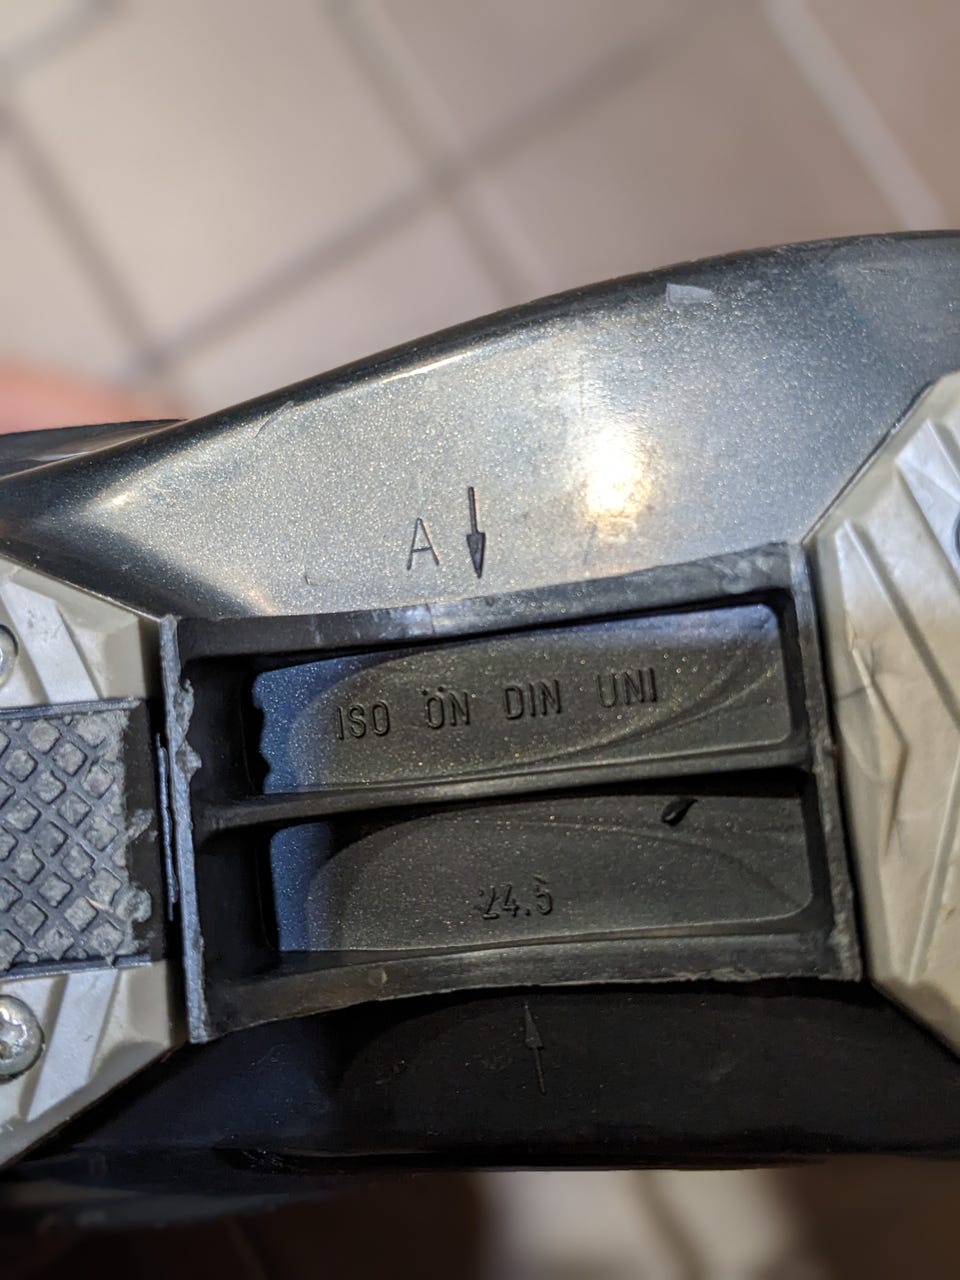 A
ISO ÖN DIN UNI
24.5